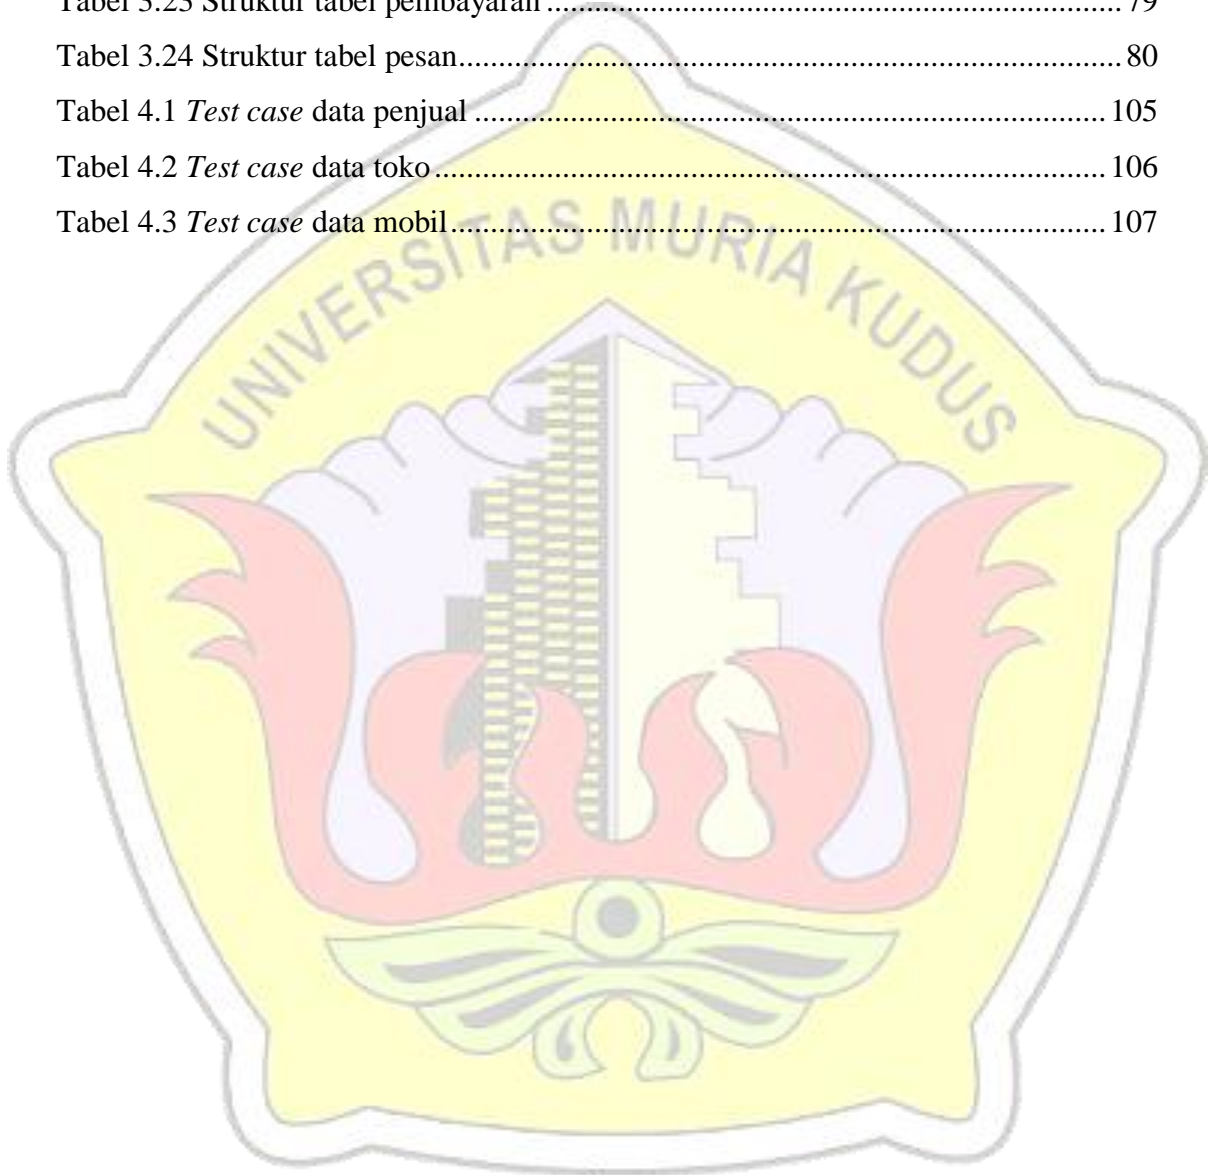 Tabel 3.23 Struktur tabel pembayaran ........................................................................ 79
Tabel 3.24 Struktur tabel pesan................................................................................... 80
Tabel 4.1 Test case data penjual ............................................................................... 105
Tabel 4.2 Test case data toko.................................................................................... 106
Tabel 4.3 Test case data mobil.................................................................................. 107
UNIVERSITAS MURIA KUDUS